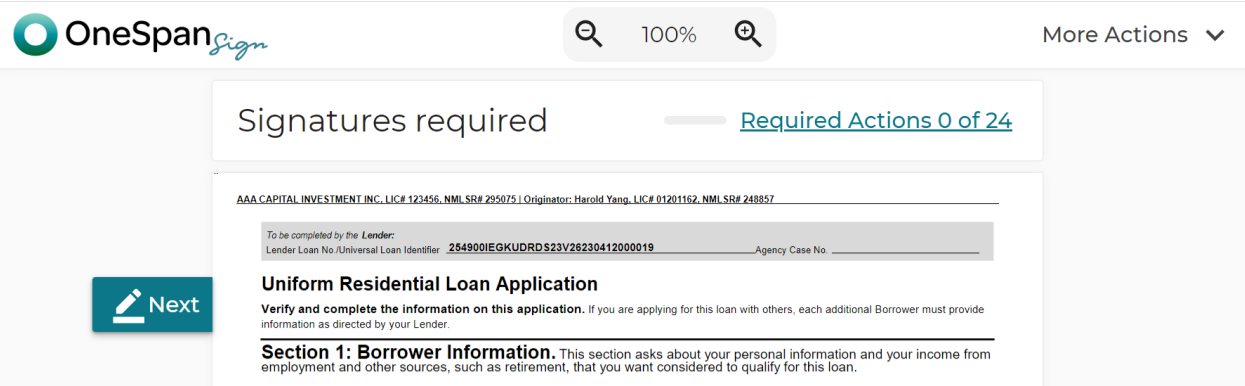 OneSpan Sign
100%
More Actions
Signatures required
Required Actions 0 of 24
AAA CAPITAL INVESTMENT INC, LIC# 123456, NMLSR# 295075 | Originator: Harold Yang, LIC# 01201162, NMLSR# 248857
To be completed by the Lender:
Lender Loan No./Universal Loan Identifier 254900IEGKUDRDS23V26230412000019 Agency Case No.
Uniform Residential Loan Application
Next
Verify and complete the information on this application. If you are applying for this loan with others, each additional Borrower must provide
information as directed by your Lender.
Section 1: Borrower Information. This section asks about your personal information and your income from
employment and other sources, such as retirement, that you want considered to qualify for this loan.